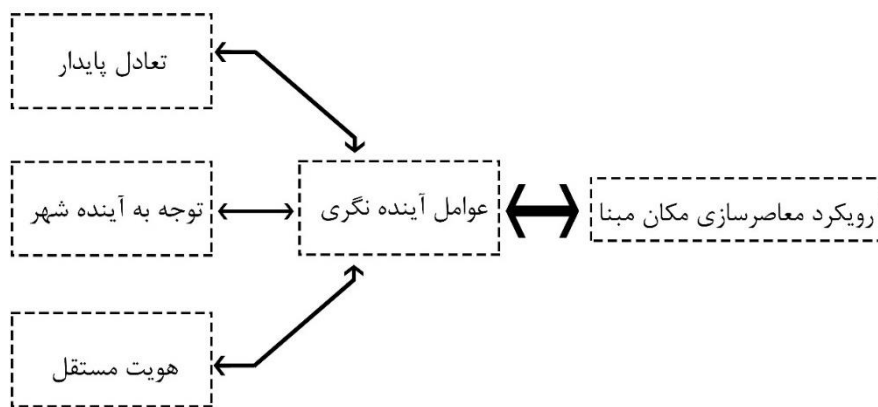 تعادل پایدار
رویکرد معاصرسازی مکان مبنا
عوامل آینده نگری
توجه به آینده شهر
هویت مستقل